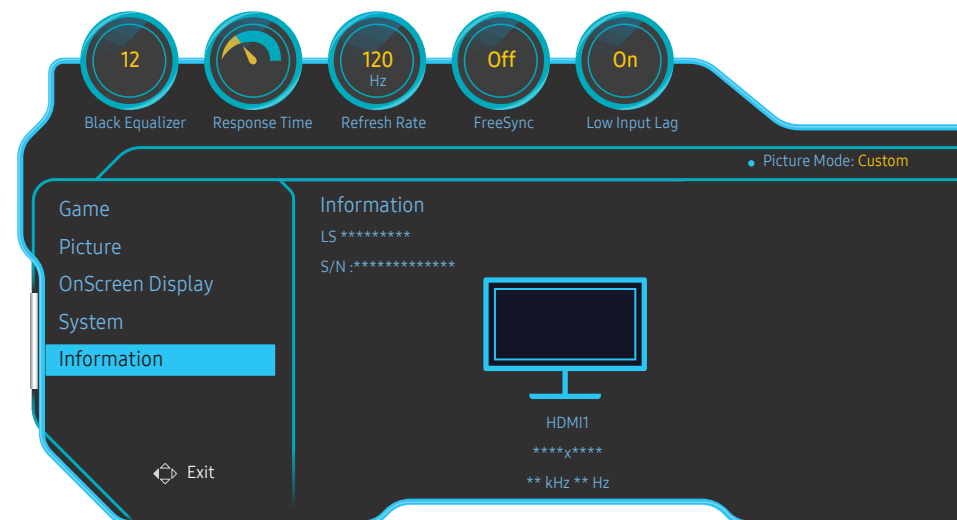 12
120
Hz
Off
On
Black Equalizer
Response Time
Refresh Rate
FreeSync
Low Input Lag
Picture Mode: Custom
Game
Picture
OnScreen Display
System
Information
Exit
Information
LS *********
S/N :*************
HDMI1
****x****
** kHz ** Hz